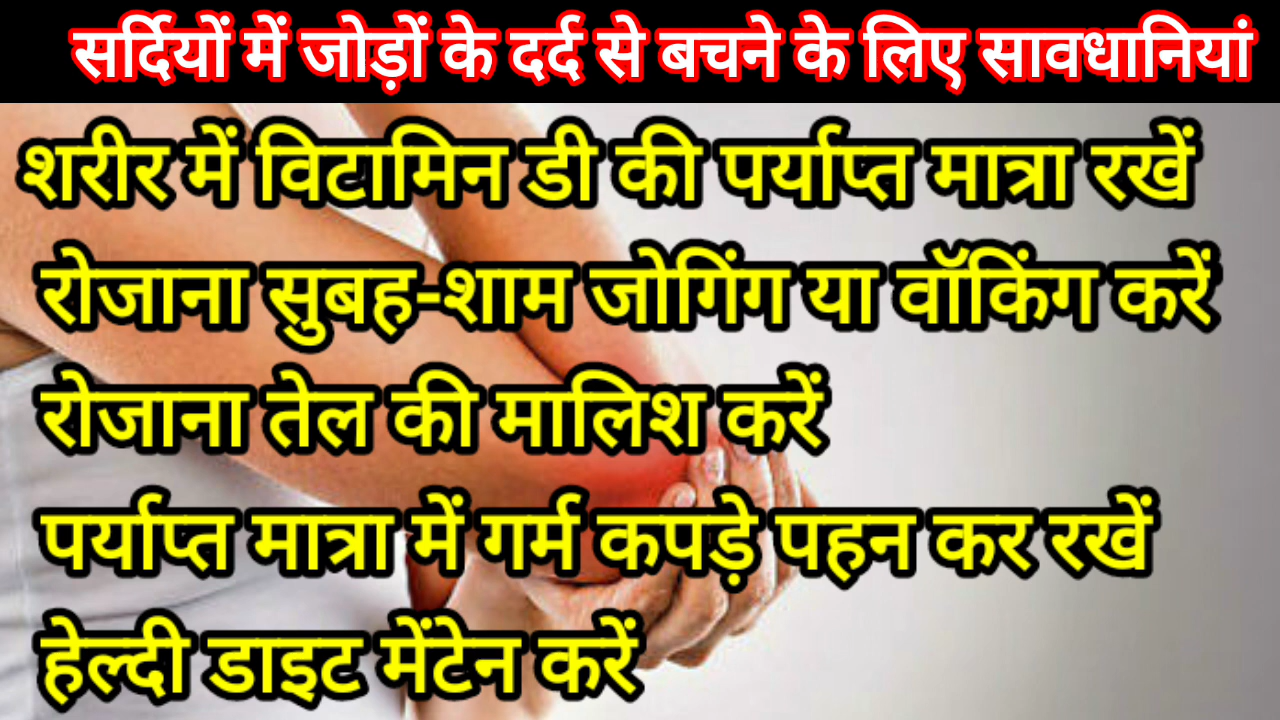 सर्दियों में जोड़ों के दर्द से बचने के लिए सावधानियां
शरीर में विटामिन डी की पर्याप्त मात्रा रखें
रोजाना सुबह-शाम जोगिंग या वॉकिंग करें
रोजाना तेल की मालिश करें
पर्याप्त मात्रा में गर्म कपड़े पहन कर रखें
हेल्दी डाइट मेंटेन करें